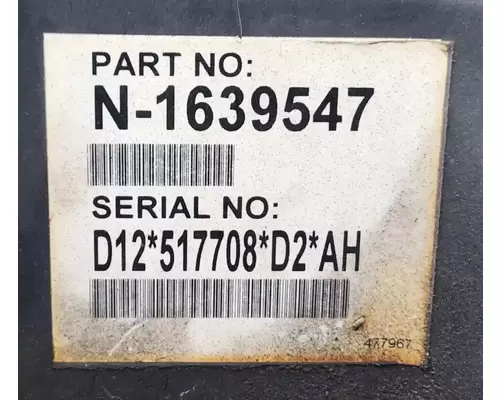 PART NO:
N-1639547
SERIAL NO:
D12*517708*D2*AH
477967